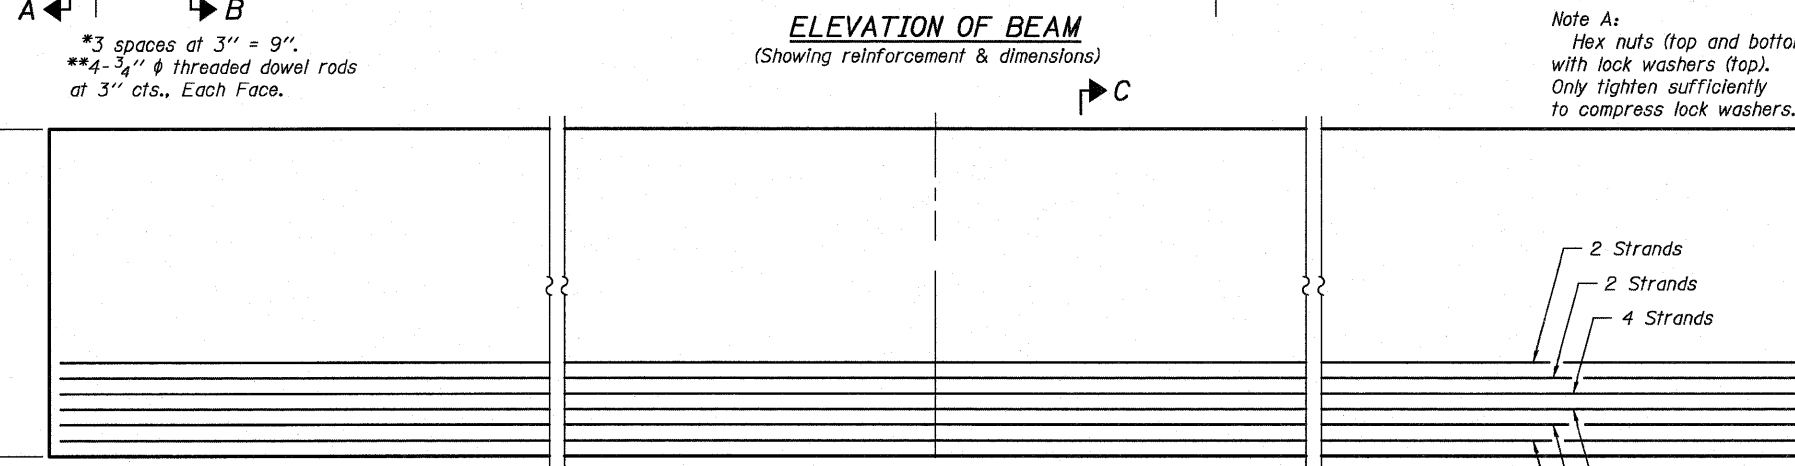 A B
*3 spaces at 3" = 9".
**4-3/4" ϕ threaded dowel rods
at 3" cts., Each Face.
ELEVATION OF BEAM
(Showing reinforcement & dimensions)
C
Note A:
Hex nuts (top and botto
with lock washers (top).
Only tighten sufficiently
to compress lock washers.
2 Strands
2 Strands
4 Strands